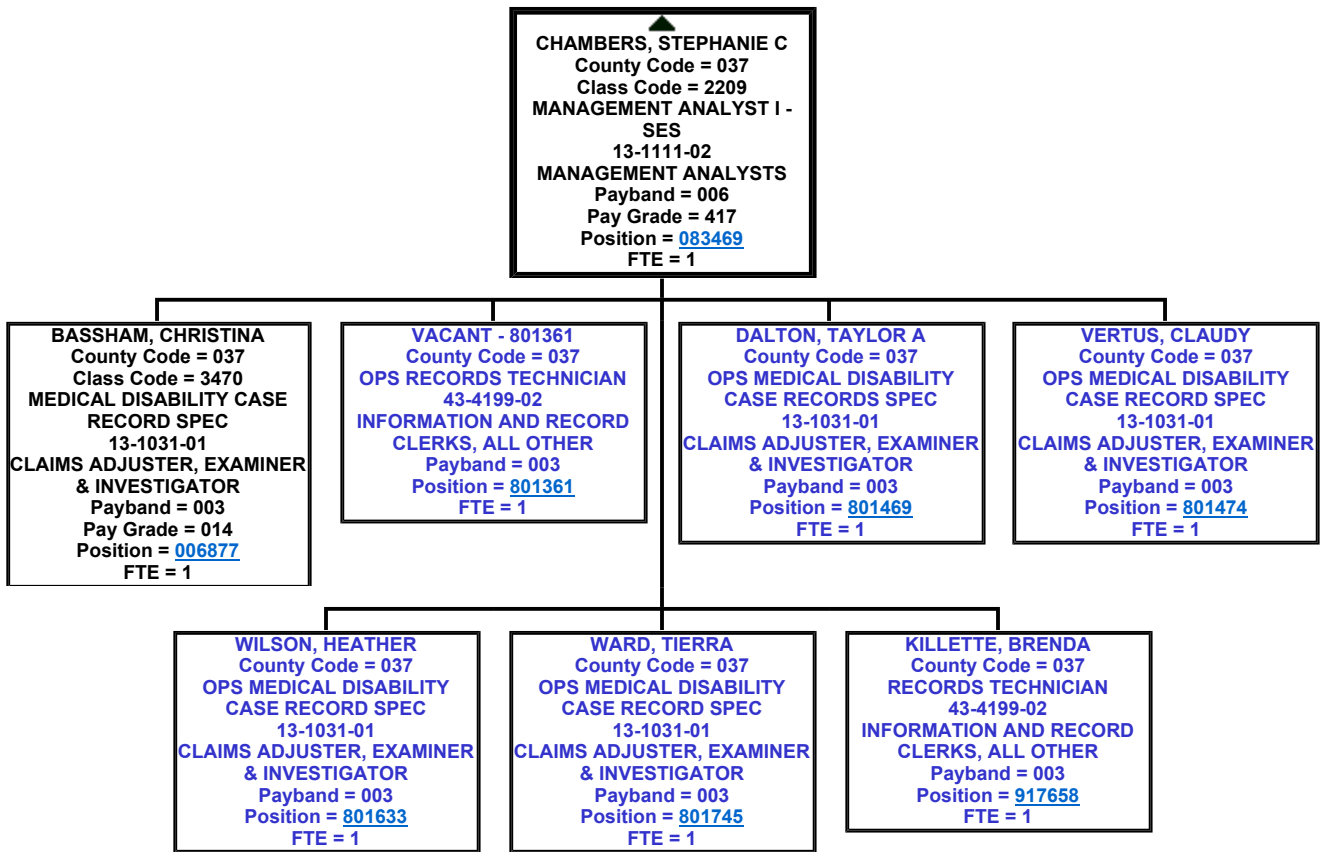 CHAMBERS, STEPHANIE C
County Code = 037
Class Code = 2209
MANAGEMENT ANALYST I -
SES
13-1111-02
MANAGEMENT ANALYSTS
Payband = 006
Pay Grade = 417
Position = 083469
FTE = 1
BASSHAM, CHRISTINA
County Code = 037
Class Code = 3470
MEDICAL DISABILITY CASE
RECORD SPEC
13-1031-01
CLAIMS ADJUSTER, EXAMINER
& INVESTIGATOR
Payband = 003
Pay Grade = 014
Position = 006877
FTE = 1
VACANT - 801361
County Code = 037
OPS RECORDS TECHNICIAN
43-4199-02
INFORMATION AND RECORD
CLERKS, ALL OTHER
Payband = 003
Position = 801361
FTE = 1
DALTON, TAYLOR A
County Code = 037
OPS MEDICAL DISABILITY
CASE RECORDS SPEC
13-1031-01
CLAIMS ADJUSTER, EXAMINER
& INVESTIGATOR
Payband = 003
Position = 801469
FTE = 1
VERTUS, CLAUDY
County Code = 037
OPS MEDICAL DISABILITY
CASE RECORD SPEC
13-1031-01
CLAIMS ADJUSTER, EXAMINER
& INVESTIGATOR
Payband = 003
Position = 801474
FTE = 1
WILSON, HEATHER
County Code = 037
OPS MEDICAL DISABILITY
CASE RECORD SPEC
13-1031-01
CLAIMS ADJUSTER, EXAMINER
& INVESTIGATOR
Payband = 003
Position = 801633
FTE = 1
WARD, TIERRA
County Code = 037
OPS MEDICAL DISABILITY
CASE RECORD SPEC
13-1031-01
CLAIMS ADJUSTER, EXAMINER
& INVESTIGATOR
Payband = 003
Position = 801745
FTE = 1
KILLETTE, BRENDA
County Code = 037
RECORDS TECHNICIAN
43-4199-02
INFORMATION AND RECORD
CLERKS, ALL OTHER
Payband = 003
Position = 917658
FTE = 1